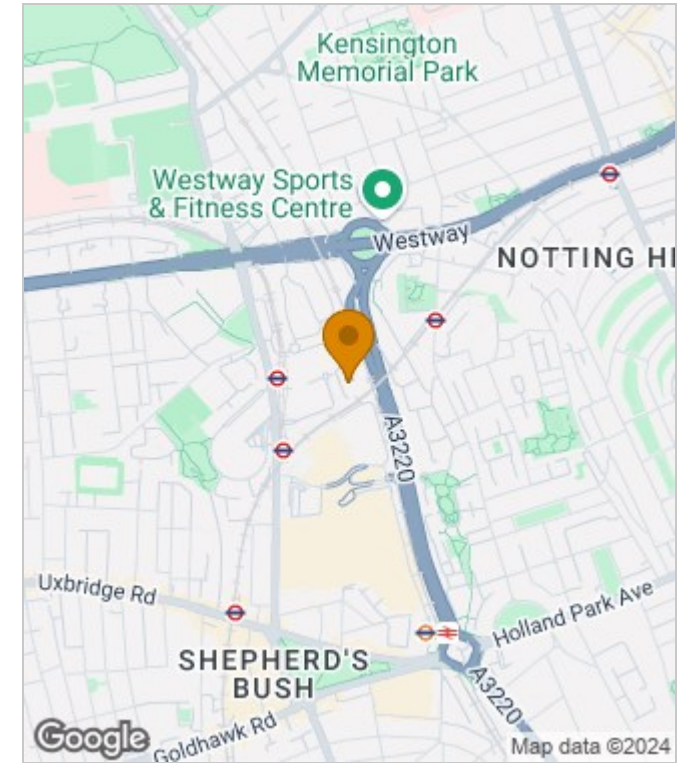 Kensington
Memorial Park
Westway Sports
& Fitness Centre
Westway
NOTTING HI
A3220
Uxbridge Rd
Holland Park Ave
SHEPHERD'S
BUSH
A3220
Goldhawk Rd
Google
Map data ©2024